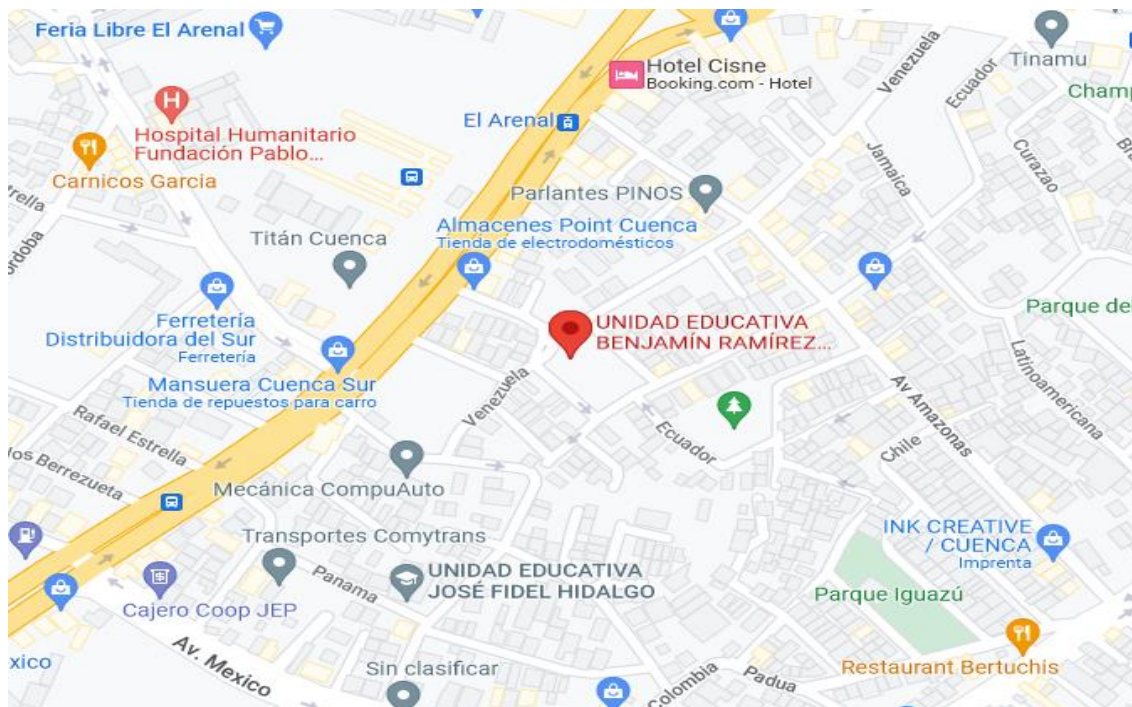 Feria Libre El Arenal
Venezuela
Ecuador
Tinamu
Hotel Cisne
Booking.com - Hotel
Champ
Hospital Humanitario
Fundación Pablo...
El Arenal
Carnicos Garcia
Jamaica
Curazao
Parlantes PINOS
rella
ordoba
Titán Cuenca
Almacenes Point Cuenca
Tienda de electrodomésticos
Ferretería
Distribuidora del Sur
Ferretería
UNIDAD EDUCATIVA
BENJAMÍN RAMÍREZ...
Parque de
Mansuera Cuenca Sur
Tienda de repuestos para carro
Venezuela
Latinoamericana
Av Amazonas
Rafael Estrella
Ecuador
Chile
los Berrezueta
Mecánica CompuAuto
Transportes Comytrans
INK CREATIVE
/ CUENCA
Imprenta
Panama
UNIDAD EDUCATIVA
JOSÉ FIDEL HIDALGO
Parque Iguazú
Cajero Coop JEP
Av. Mexico
xico
Sin clasificar
Colombia
Padua
Restaurant Bertuchis